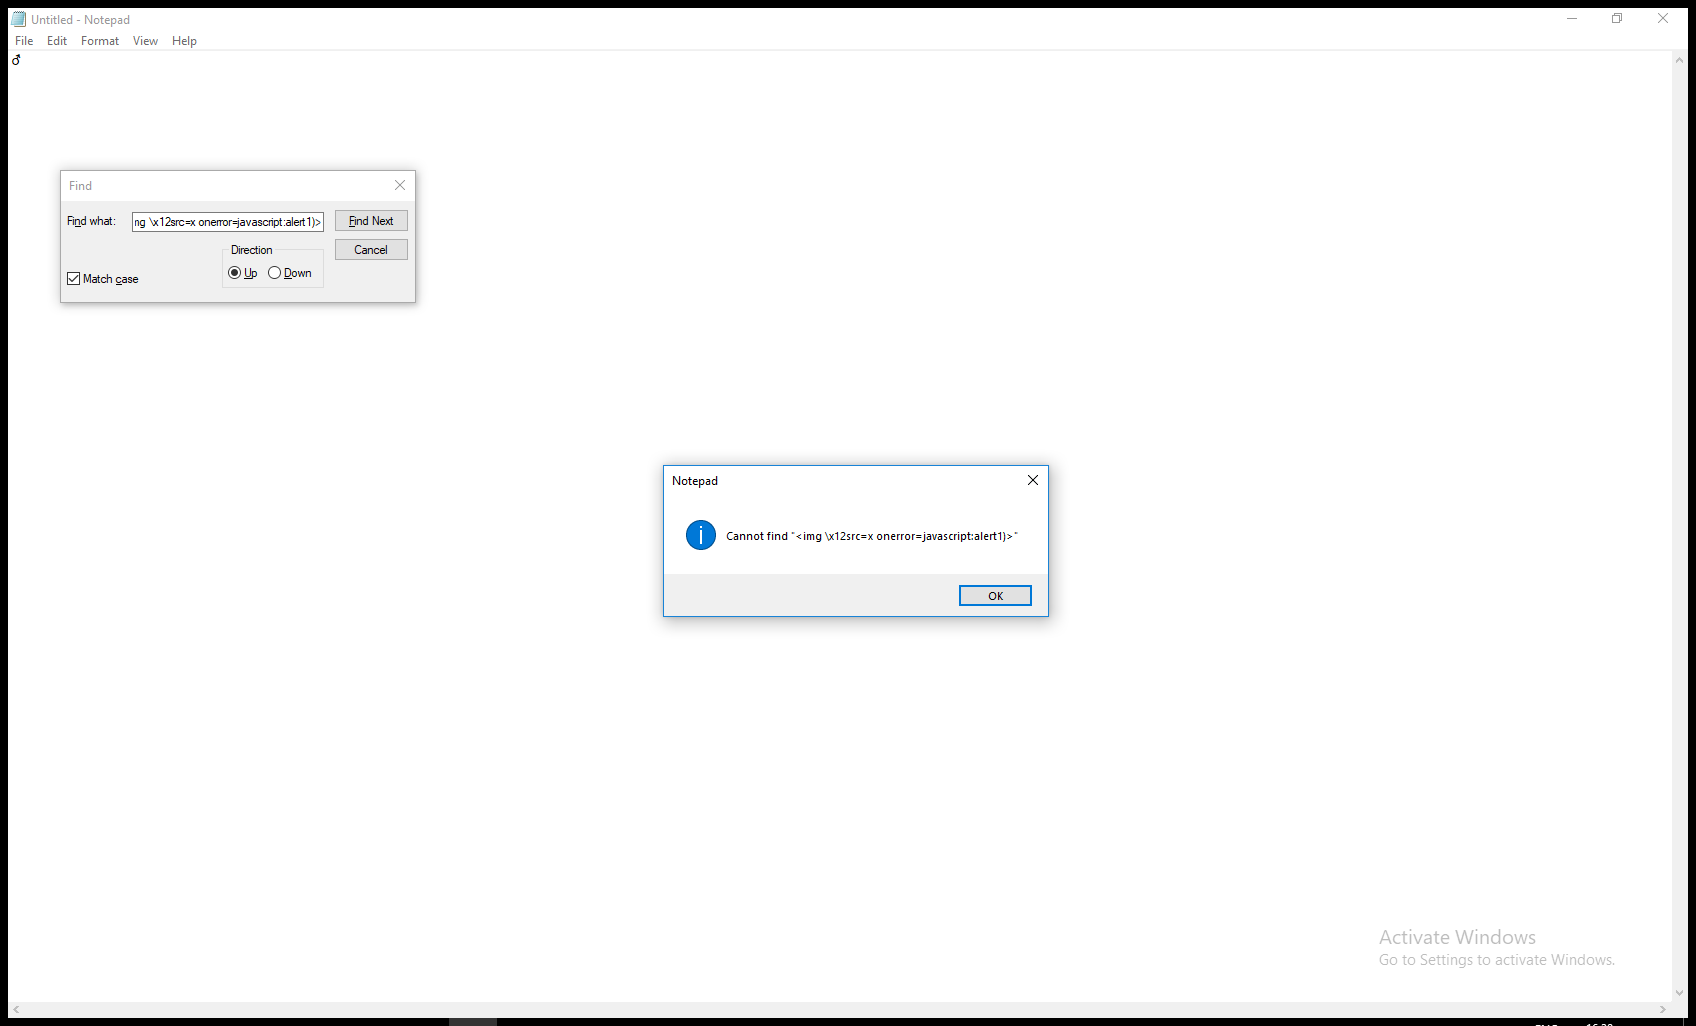 Untitled - Notepad
File Edit Format View Help
♂
Find
Find what: ng \x12src=x onerror=javascript:alert1)> Find Next
Direction Cancel
Up Down
Match case
Notepad
Cannot find "<img \x12src=x onerror=javascript:alert1)>"
OK
Activate Windows
Go to Settings to activate Windows.